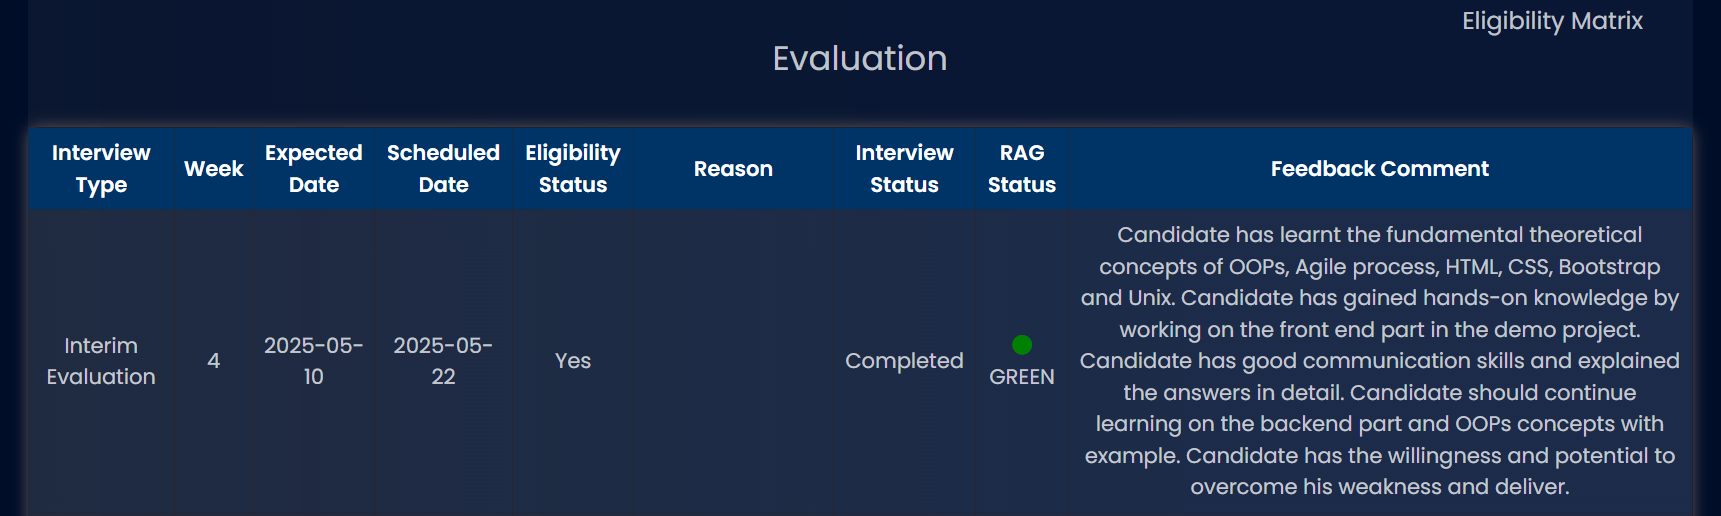 Eligibility Matrix
Evaluation
Interview Type
Week
Expected Date
Scheduled Date
Eligibility Status
Reason
Interview Status
RAG Status
Feedback Comment
Interim Evaluation
4
2025-05-10
2025-05-22
Yes
Completed
GREEN
Candidate has learnt the fundamental theoretical
concepts of OOPs, Agile process, HTML, CSS, Bootstrap
and Unix. Candidate has gained hands-on knowledge by
working on the front end part in the demo project.
Candidate has good communication skills and explained
the answers in detail. Candidate should continue
learning on the backend part and OOPs concepts with
example. Candidate has the willingness and potential to
overcome his weakness and deliver.